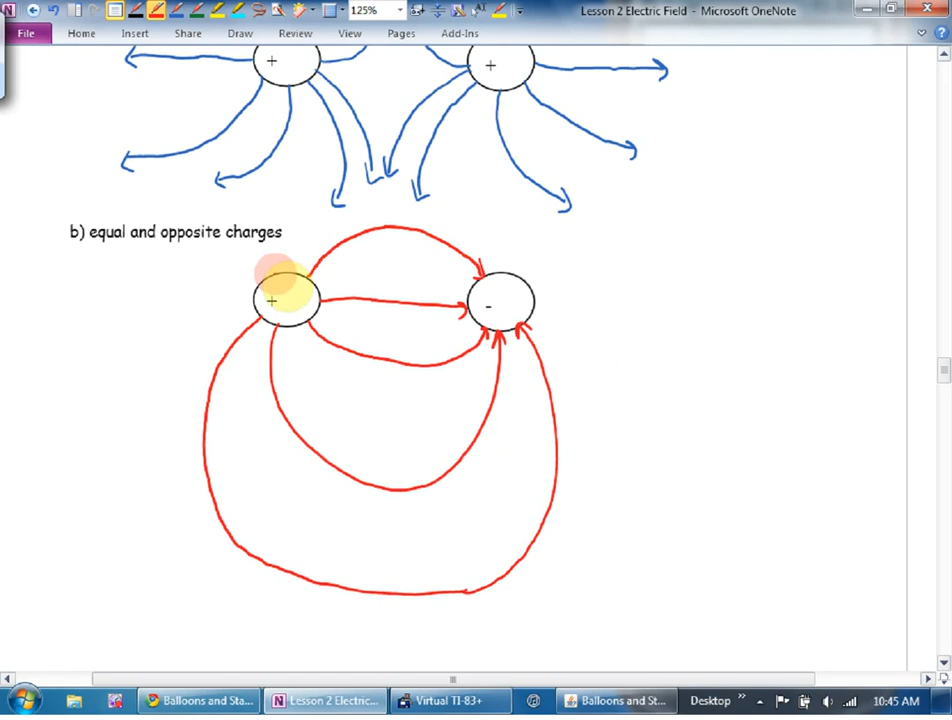 125%
Lesson 2 Electric Field - Microsoft OneNote
File Home Insert Share Draw Review View Pages Add-Ins
+ +
b) equal and opposite charges
+ -
Balloons and Sta... Lesson 2 Electric... Virtual TI-83+ Balloons and St... Desktop 10:45 AM